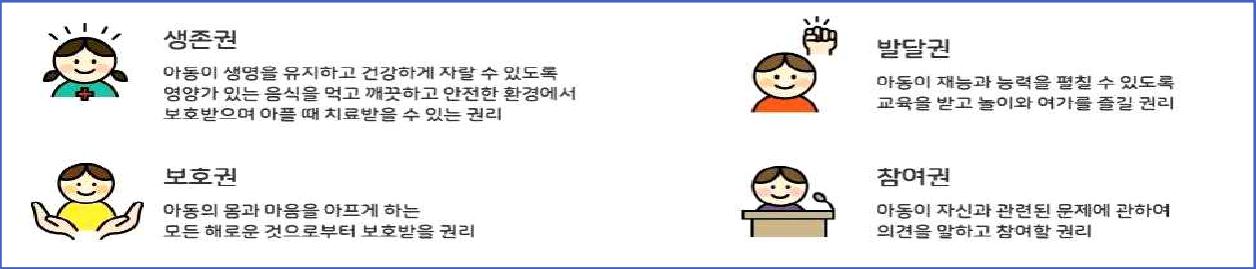 생존권
아동이 생명을 유지하고 건강하게 자랄 수 있도록
영양가 있는 음식을 먹고 깨끗하고 안전한 환경에서
보호받으며 아플 때 치료받을 수 있는 권리
발달권
아동이 재능과 능력을 펼칠 수 있도록
교육을 받고 놀이와 여가를 즐길 권리
보호권
아동의 몸과 마음을 아프게 하는
모든 해로운 것으로부터 보호받을 권리
참여권
아동이 자신과 관련된 문제에 관하여
의견을 말하고 참여할 권리